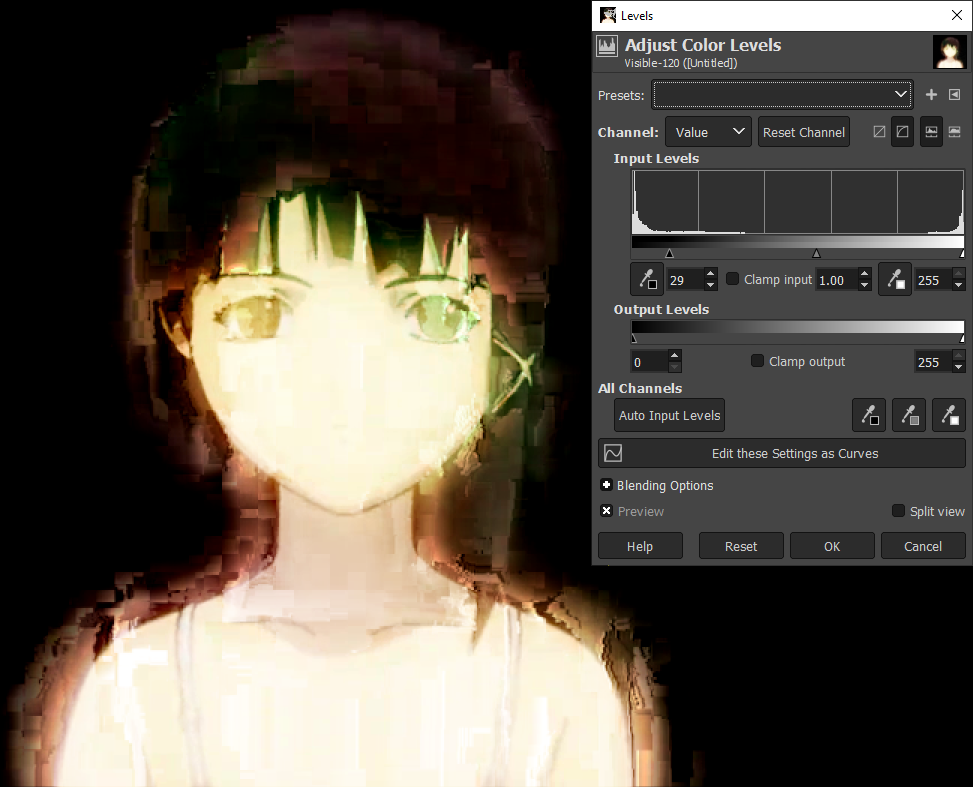 Levels
Adjust Color Levels
Visible-120 ([Untitled])
Presets:
Channel: Value Reset Channel
Input Levels
29 Clamp input 1.00 255
Output Levels
0 Clamp output 255
All Channels
Auto Input Levels
Edit these Settings as Curves
Blending Options
Preview Split view
Help Reset OK Cancel